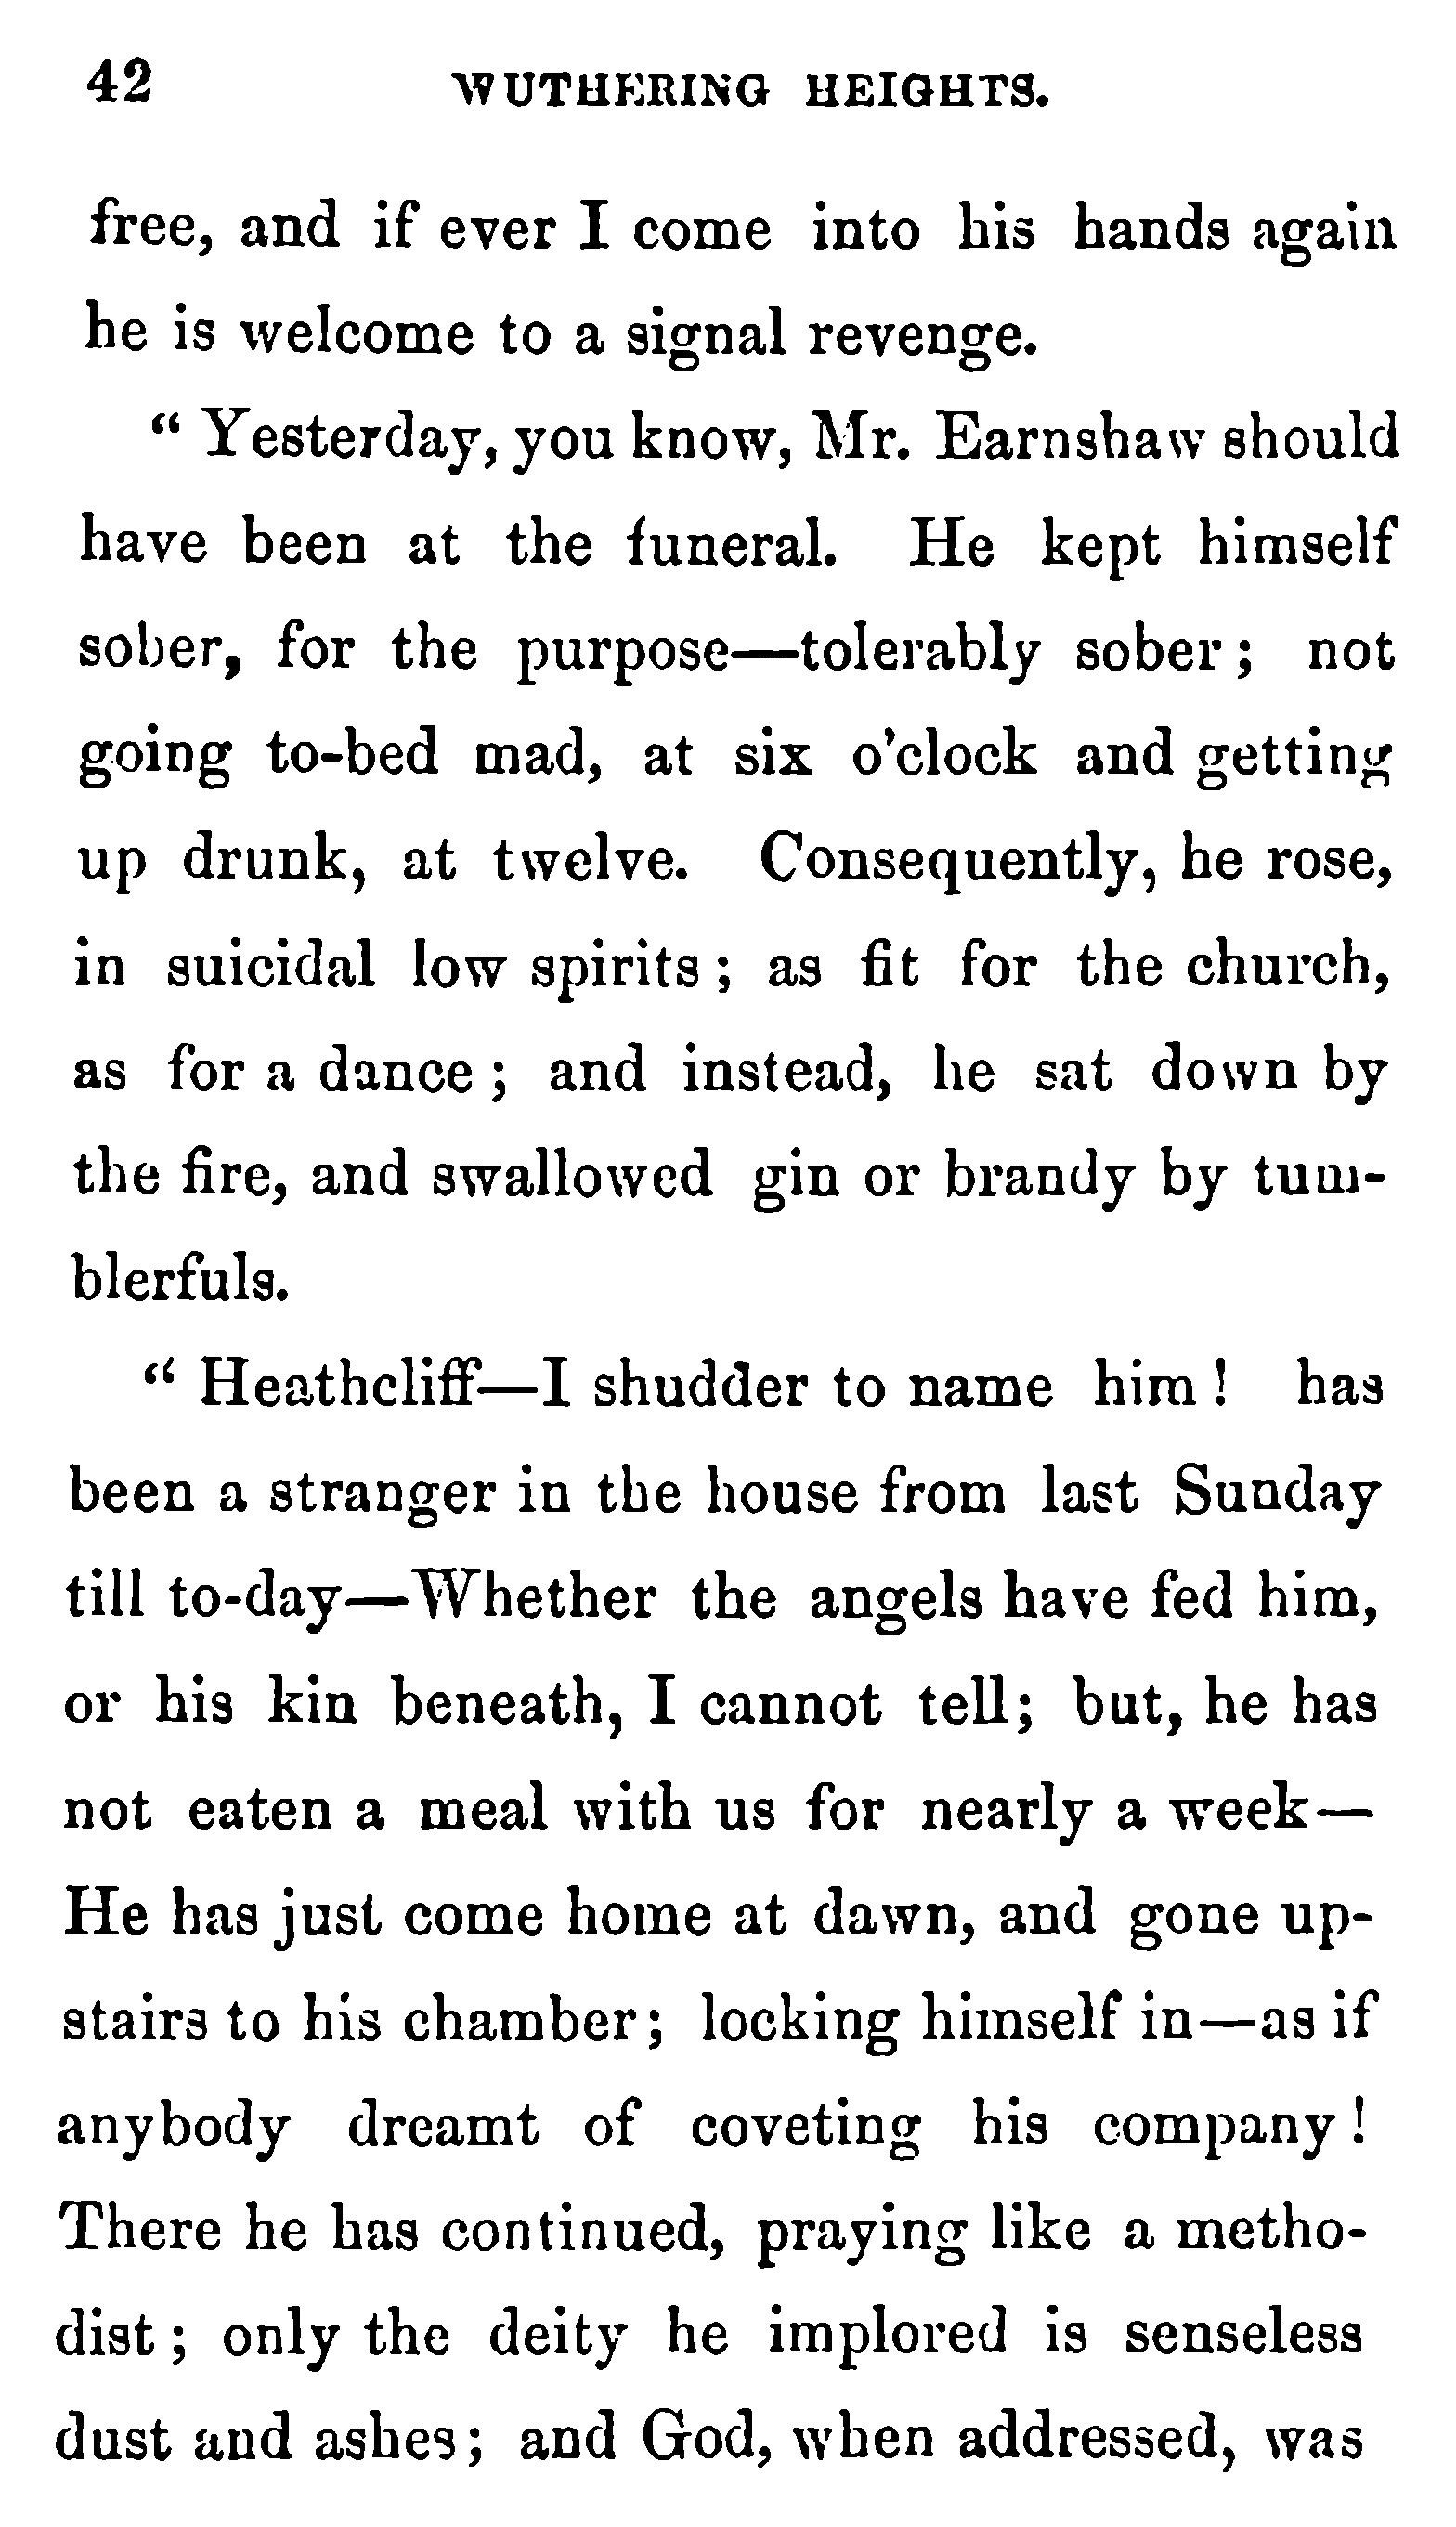 42 WUTHERING HEIGHTS.
free, and if ever I come into his hands again
he is welcome to a signal revenge.
“ Yesterday, you know, Mr. Earnshaw should
have been at the funeral. He kept himself
sober, for the purpose—tolerably sober ; not
going to-bed mad, at six o'clock and getting
up drunk, at twelve. Consequently, he rose,
in suicidal low spirits ; as fit for the church,
as for a dance ; and instead, he sat down by
the fire, and swallowed gin or brandy by tum-
blerfuls.
“ Heathcliff—I shudder to name him ! has
been a stranger in the house from last Sunday
till to-day—Whether the angels have fed him,
or his kin beneath, I cannot tell; but, he has
not eaten a meal with us for nearly a week—
He has just come home at dawn, and gone up-
stairs to his chamber; locking himself in—as if
anybody dreamt of coveting his company !
There he has continued, praying like a metho-
dist ; only the deity he implored is senseless
dust and ashes; and God, when addressed, was